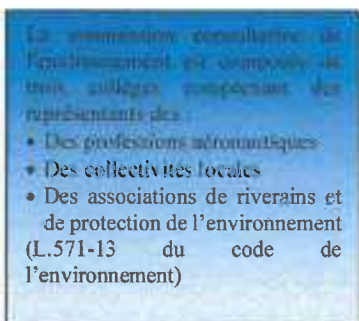 La commission consultative de
l'environnement est composée de
trois collèges comportant des
représentants des :
• Des professions aéronautiques
• Des collectivités locales
• Des associations de riverains et
de protection de l'environnement
(L.571-13 du code de
l'environnement)